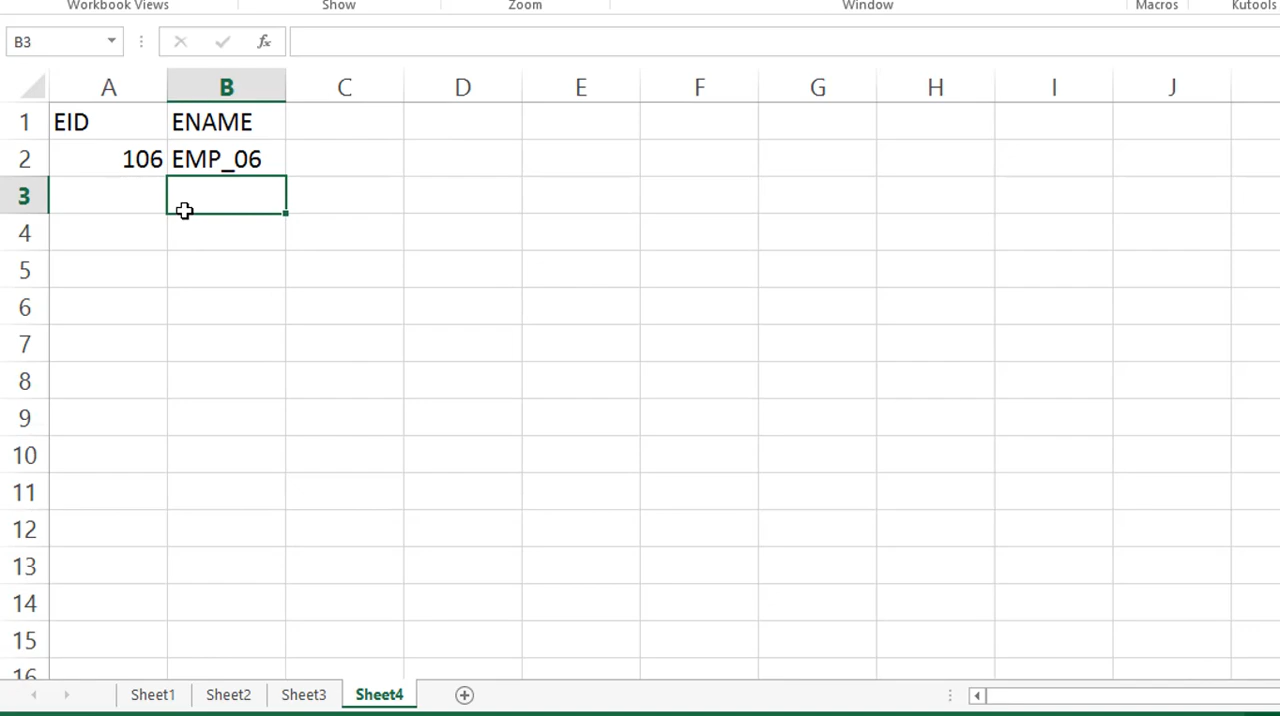 Workbook Views Show Zoom Window Macros Kutools
B3 fx
A B C D E F G H I J
1 EID ENAME
2 106 EMP_06
3
4
5
6
7
8
9
10
11
12
13
14
15
16
Sheet1 Sheet2 Sheet3 Sheet4